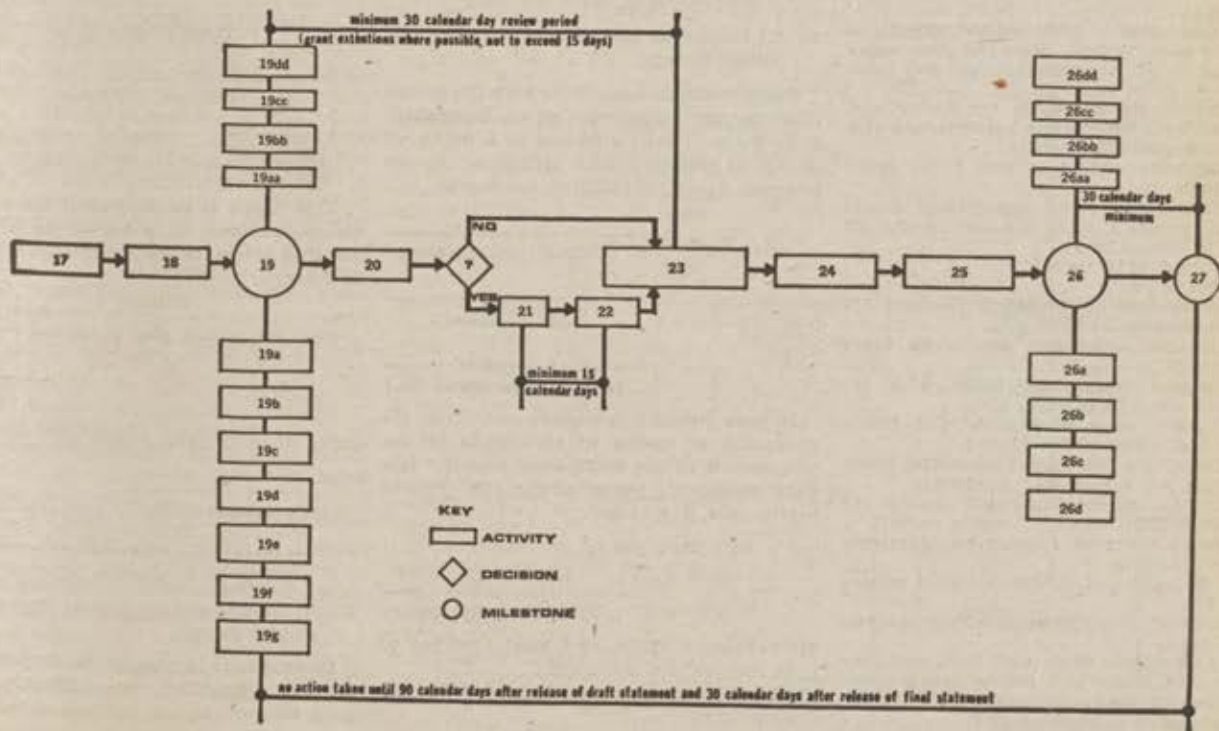 minimum 30 calendar day review period
(grant extentions where possible, not to exceed 15 days)
19dd
19cc
19bb
19aa
26dd
26cc
26bb
26aa
30 calendar days
minimum
NO
17
18
19
20
?
23
24
25
26
27
YES
21
22
minimum 15
calendar days
19a
19b
19c
19d
19e
19f
19g
26a
26b
26c
26d
KEY
ACTIVITY
DECISION
MILESTONE
no action taken until 90 calendar days after release of draft statement and 30 calendar days after release of final statement